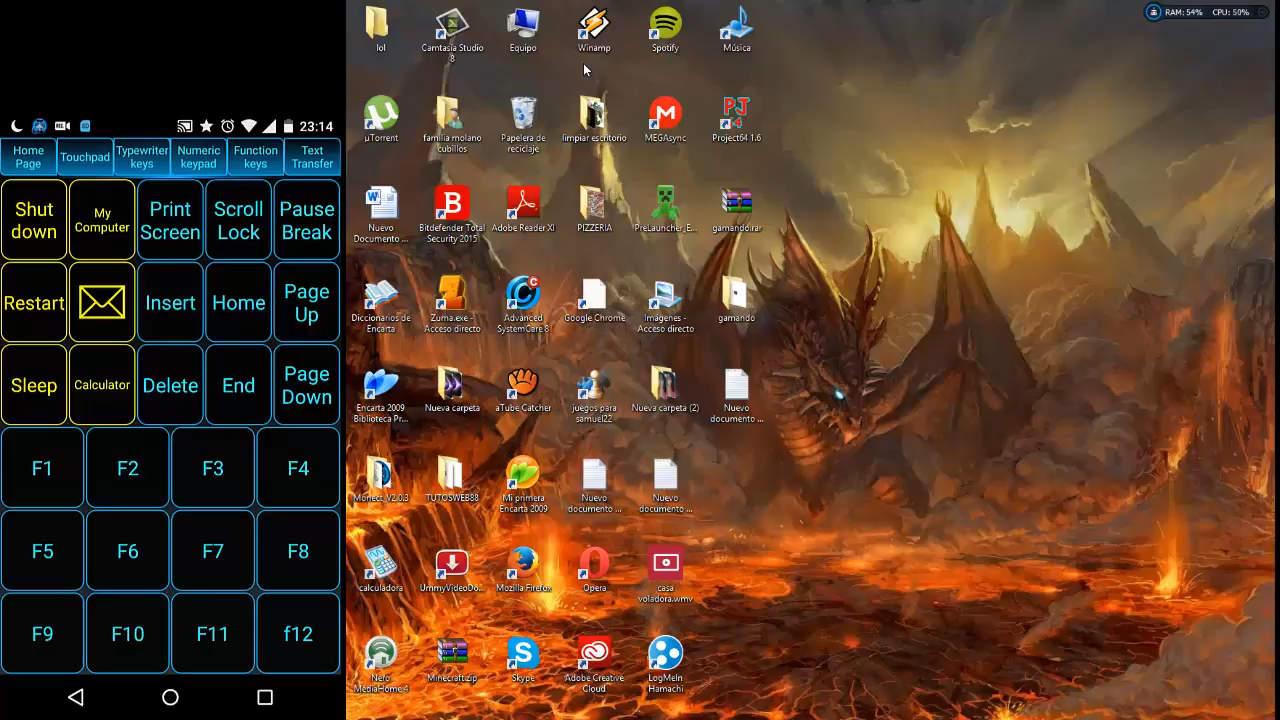 23:14
Home
Page
Touchpad
Typewriter
keys
Numeric
keypad
Function
keys
Text
Transfer
Shut
down
My
Computer
Print
Screen
Scroll
Lock
Pause
Break
Restart
Insert
Home
Page
Up
Sleep
Calculator
Delete
End
Page
Down
F1
F2
F3
F4
F5
F6
F7
F8
F9
F10
F11
f12
RAM: 54% CPU: 50%
lol
Camtasia Studio
8
Equipo
Winamp
Spotify
Música
µTorrent
familia molano
cubillos
Papelera de
reciclaje
limpiar escritorio
MEGAsync
Project64 1.6
Nuevo
Documento ...
Bitdefender Total
Security 2015
Adobe Reader XI
PIZZERIA
PreLauncher_E...
gamando.rar
Diccionarios de
Encarta
Zuma.exe -
Acceso directo
Advanced
SystemCare 8
Google Chrome
Imágenes -
Acceso directo
gamando
Encarta 2009
Biblioteca Pr...
Nueva carpeta
aTube Catcher
juegos para
samuel22
Nueva carpeta (2)
Nuevo
documento ...
Monect_V2.0.3
TUTOSWEB88
Mi primera
Encarta 2009
Nuevo
documento ...
Nuevo
documento ...
calculadora
UmmyVideoDo...
Mozilla Firefox
Opera
casa
voladora.wmv
Nero
MediaHome 4
Minecraft.zip
Skype
Adobe Creative
Cloud
LogMeIn
Hamachi